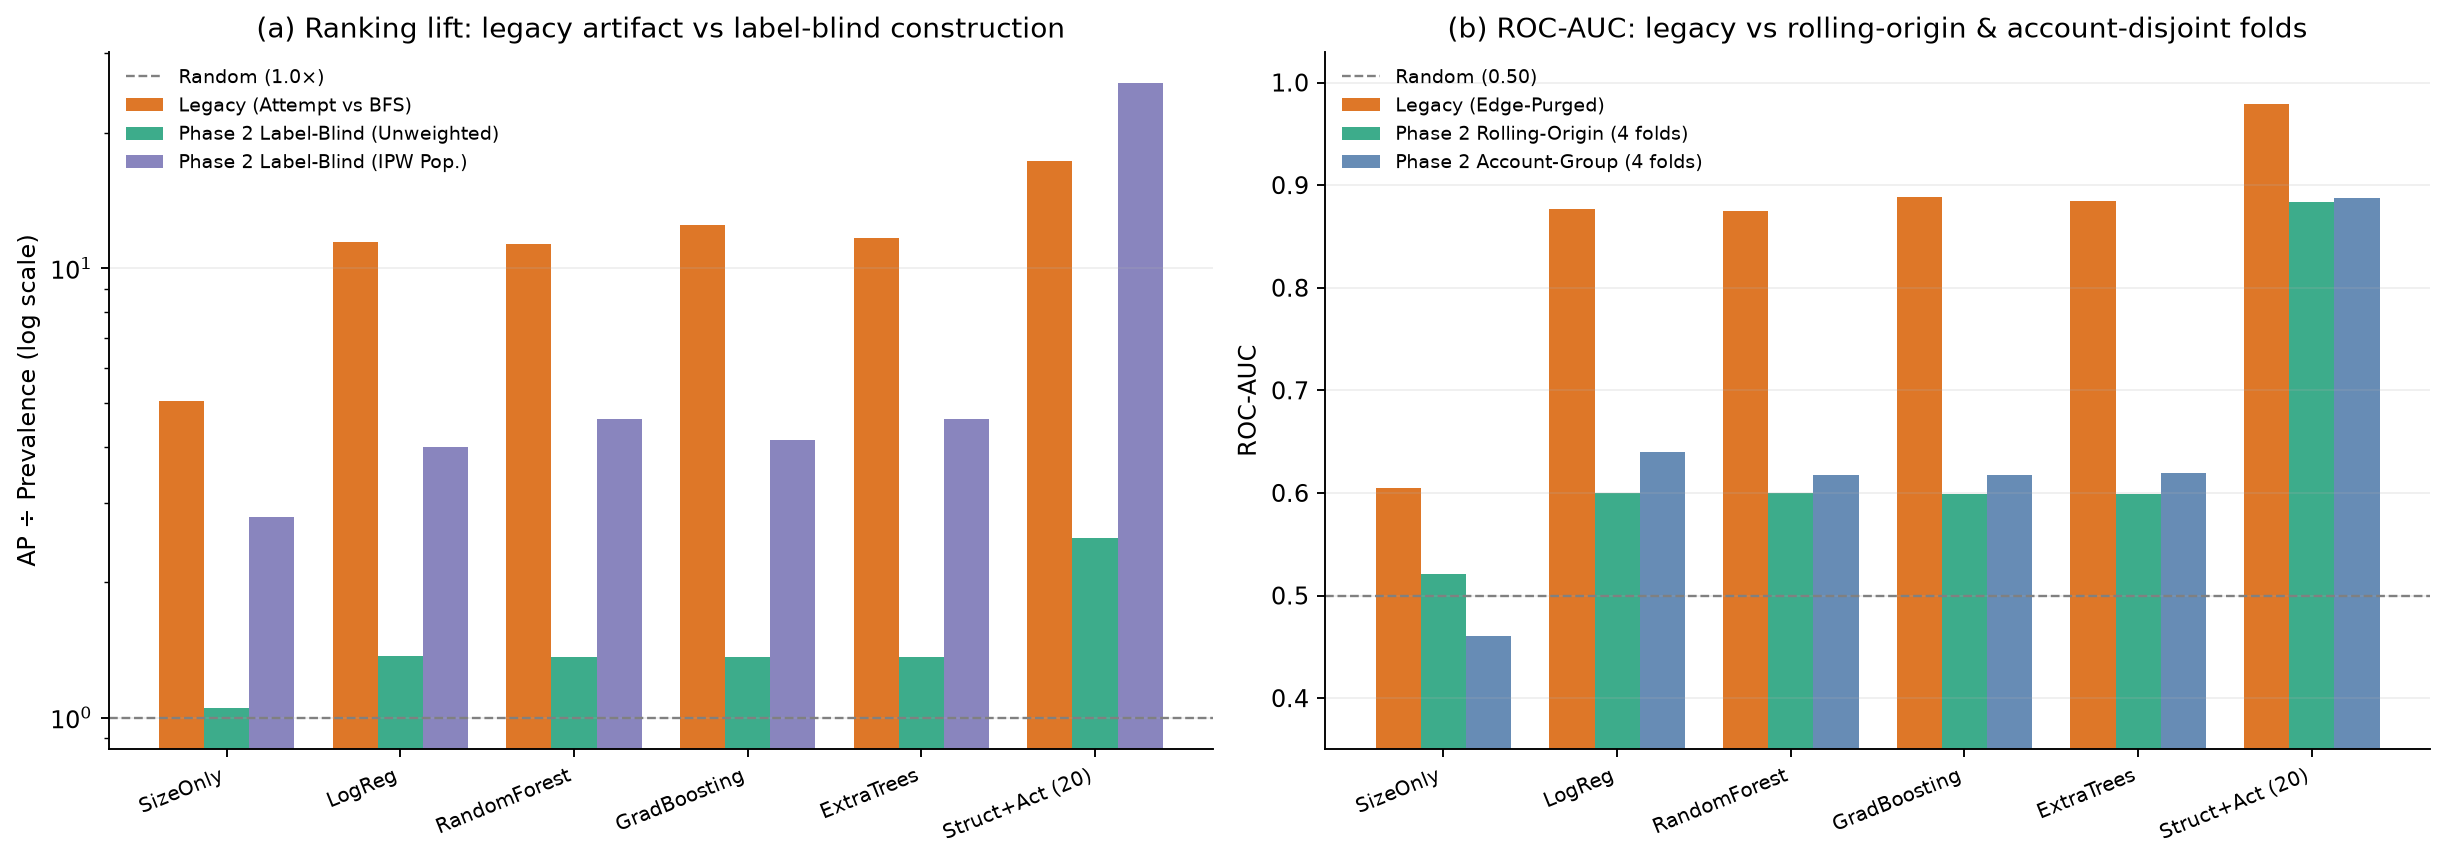 (a) Ranking lift: legacy artifact vs label-blind construction
Random (1.0×)
Legacy (Attempt vs BFS)
Phase 2 Label-Blind (Unweighted)
Phase 2 Label-Blind (IPW Pop.)
AP ÷ Prevalence (log scale)
10¹
10⁰
SizeOnly
LogReg
RandomForest
GradBoosting
ExtraTrees
Struct+Act (20)
(b) ROC-AUC: legacy vs rolling-origin & account-disjoint folds
Random (0.50)
Legacy (Edge-Purged)
Phase 2 Rolling-Origin (4 folds)
Phase 2 Account-Group (4 folds)
ROC-AUC
1.0
0.9
0.8
0.7
0.6
0.5
0.4
SizeOnly
LogReg
RandomForest
GradBoosting
ExtraTrees
Struct+Act (20)